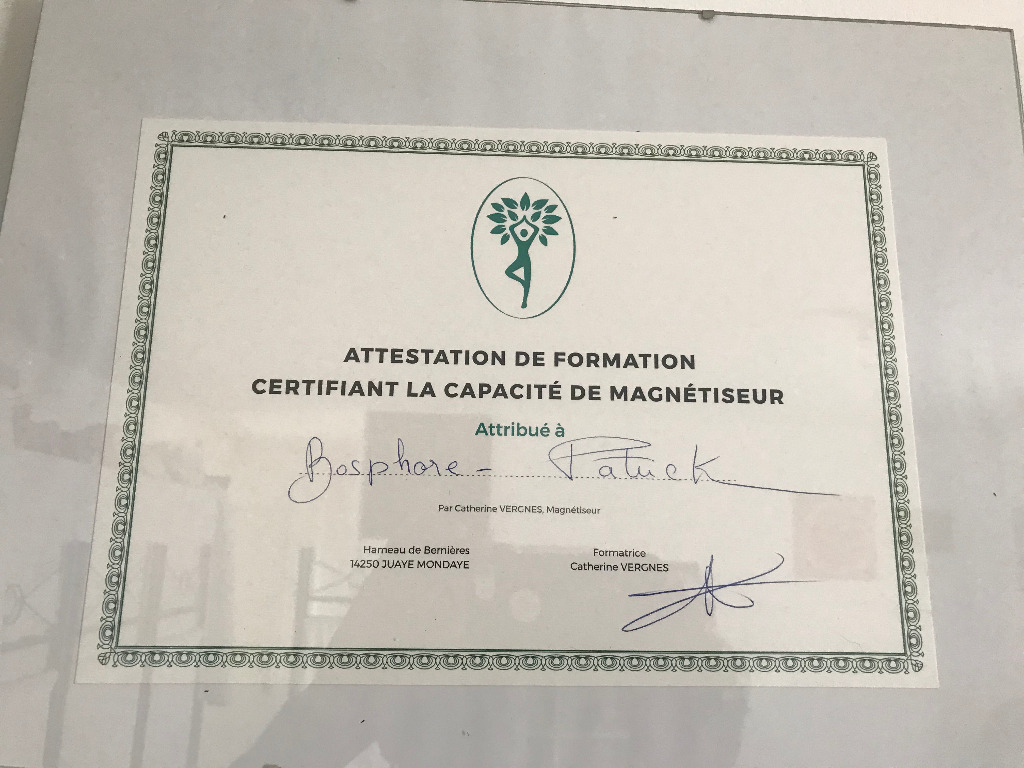 ATTESTATION DE FORMATION
CERTIFIANT LA CAPACITÉ DE MAGNÉTISEUR
Attribué à
Bosphore - Patrick
Par Catherine VERGNES, Magnétiseur
Hameau de Bernières
14250 JUAYE MONDAYE
Formatrice
Catherine VERGNES